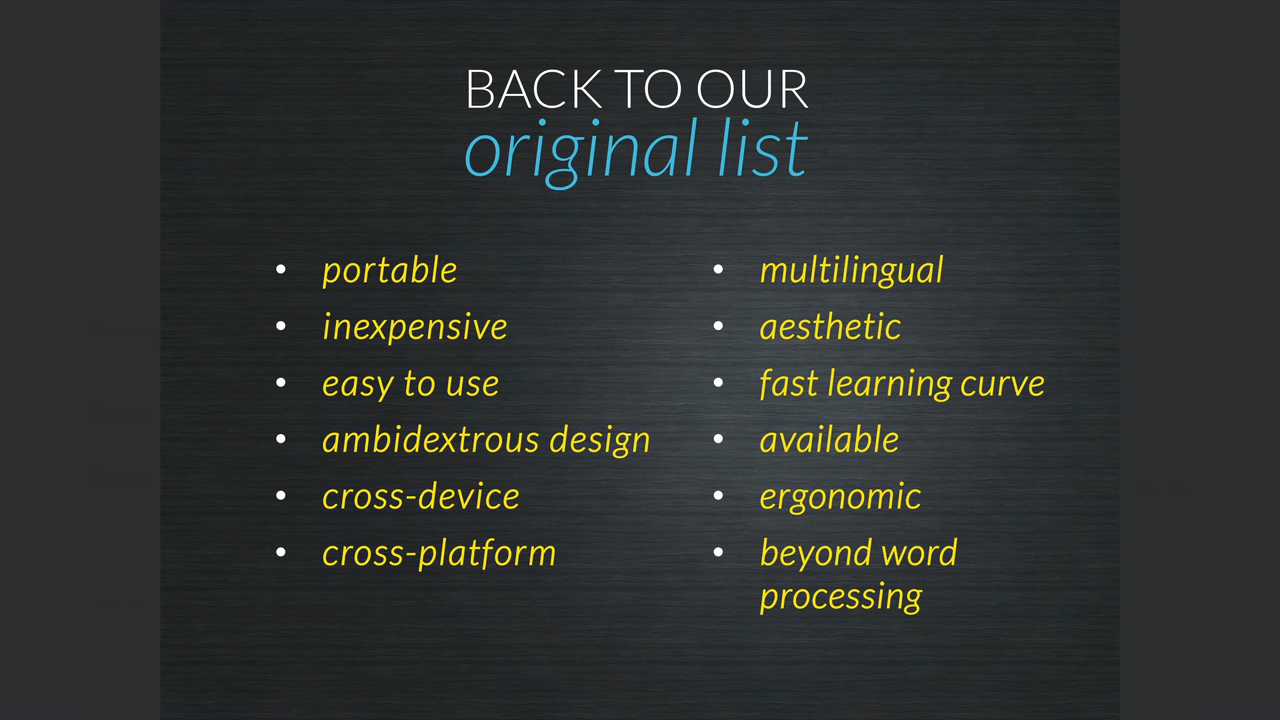 BACK TO OUR
original list
• portable
• inexpensive
• easy to use
• ambidextrous design
• cross-device
• cross-platform
• multilingual
• aesthetic
• fast learning curve
• available
• ergonomic
• beyond word
processing